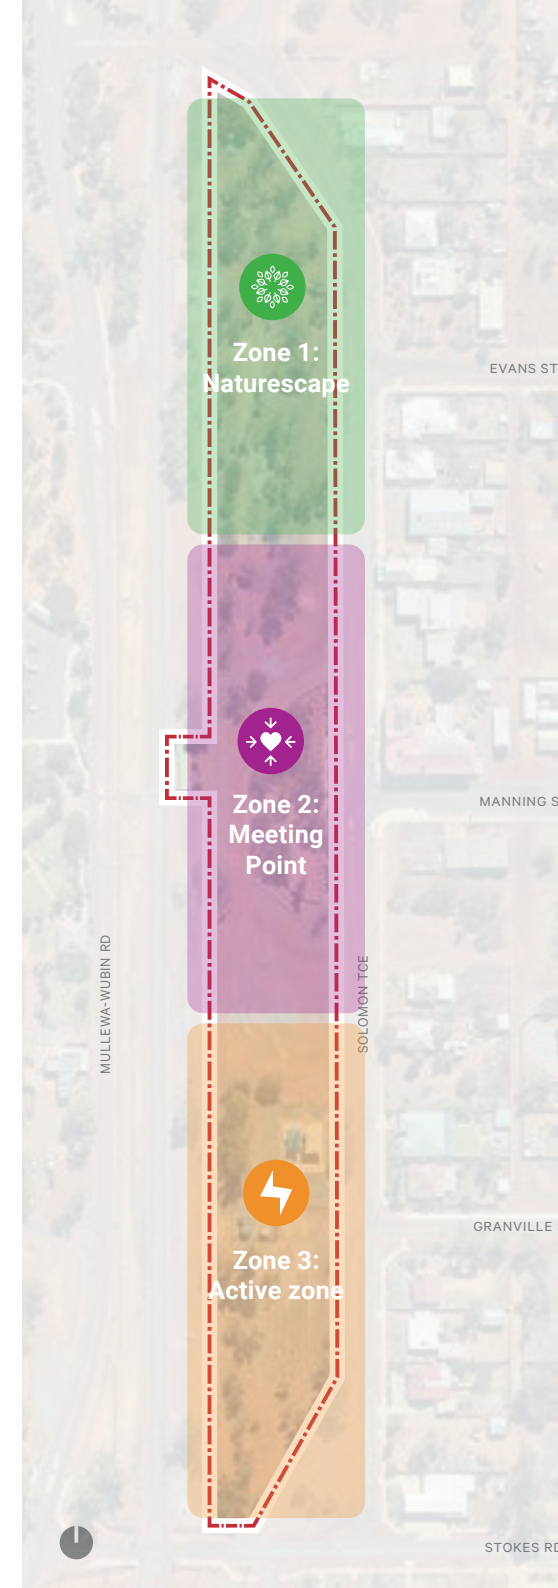 Zone 1:
Naturescape
EVANS ST
Zone 2:
Meeting
Point
MANNING S
MULLEWA-WUBIN RD
SOLOMON TCE
Zone 3:
Active zone
GRANVILLE
STOKES RD